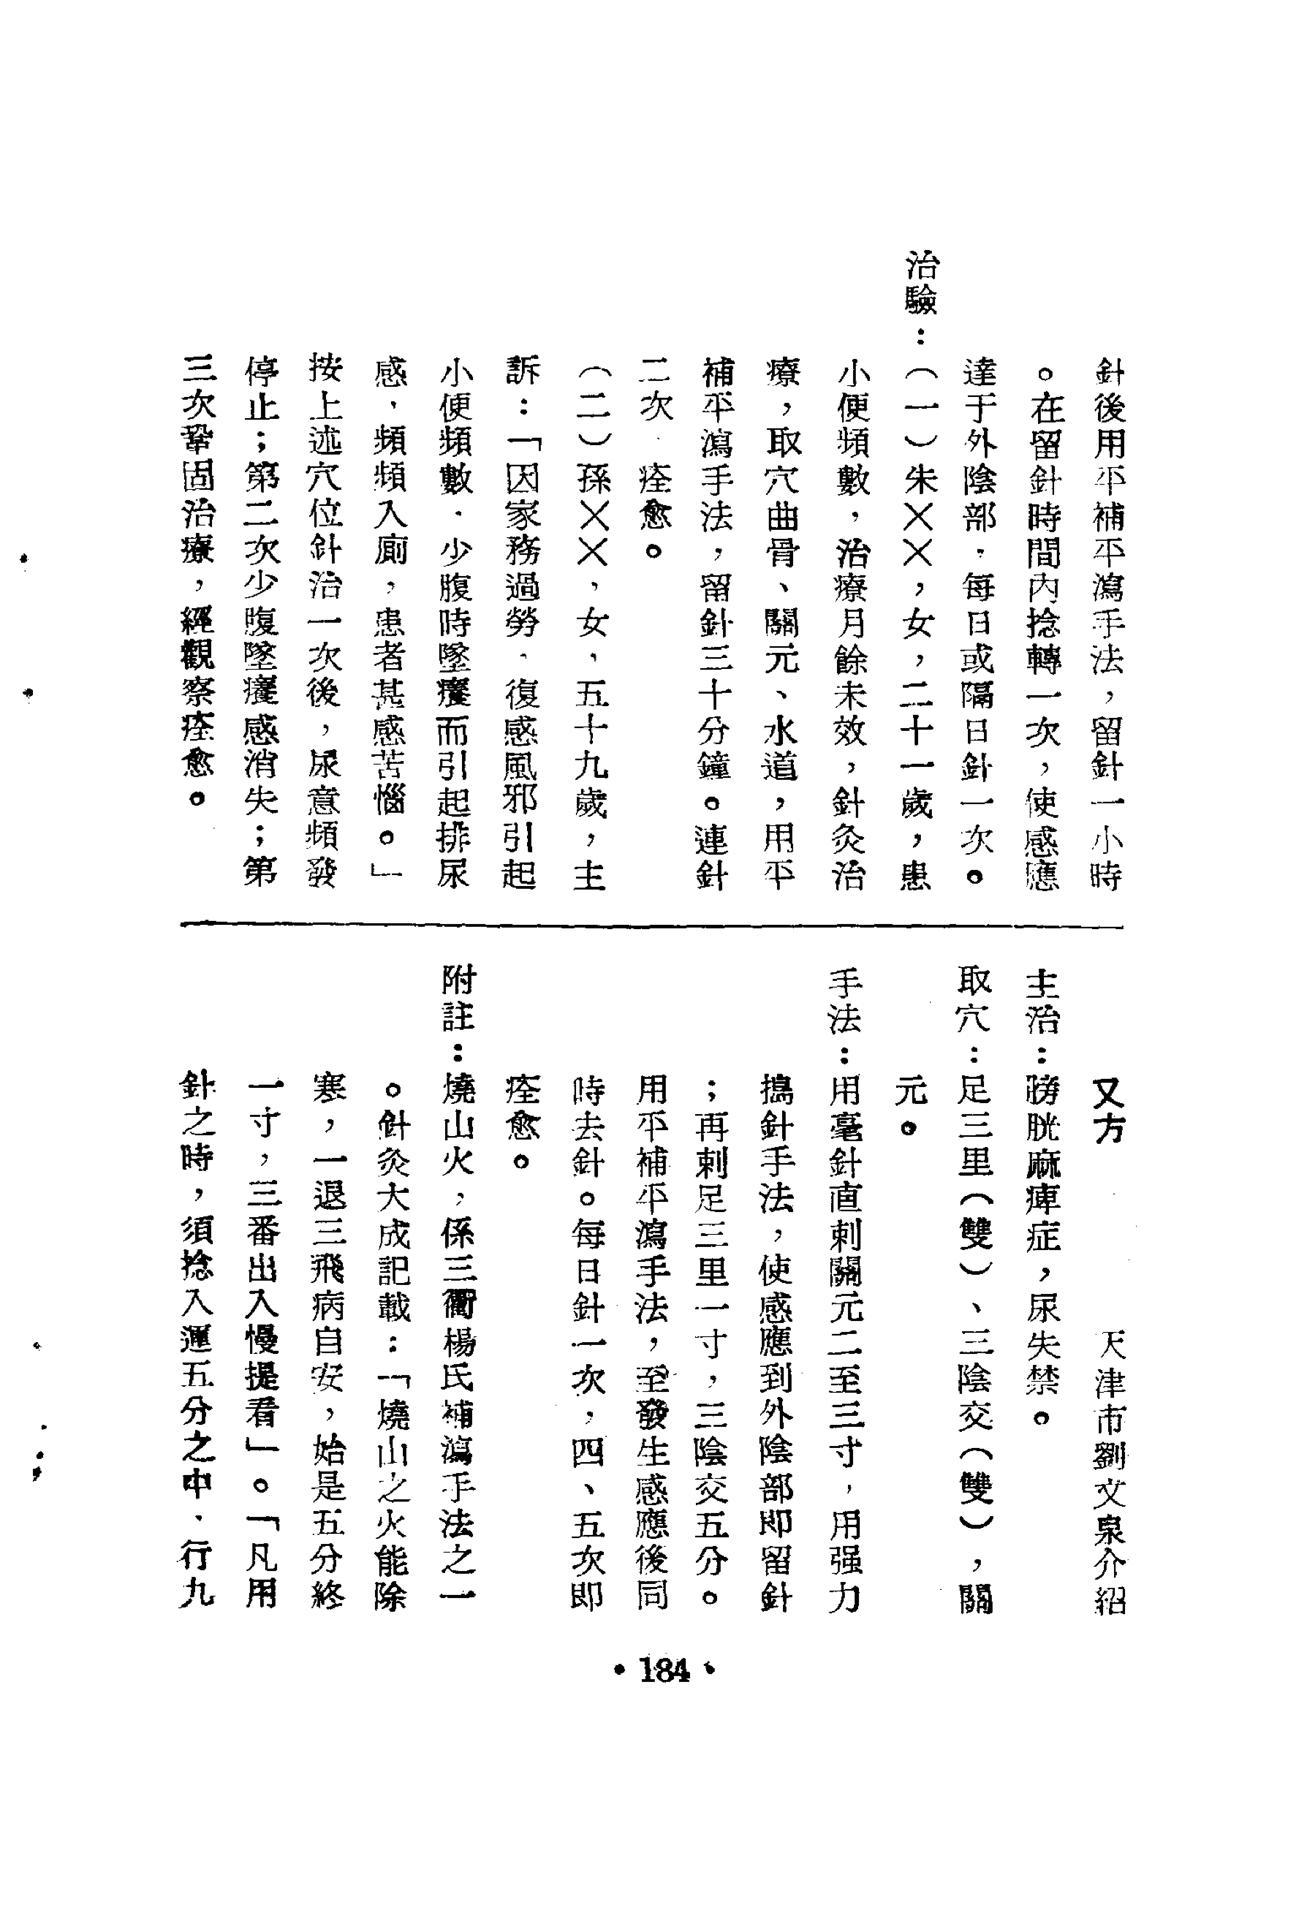 針後用平補平瀉手法，留針一小時
。在留針時間內捻轉一次，使感應
達于外陰部，每日或隔日針一次。
治驗：（一）朱××，女，二十一歲，患
小便頻數，治療月餘未效，針灸治
療，取穴曲骨、關元、水道，用平
補平瀉手法，留針三十分鐘。連針
二次，痊愈。
（二）孫××，女，五十九歲，主
訴：「因家務過勞，復感風邪引起
小便頻數，少腹時墜癢而引起排尿
感，頻頻入廁，患者甚感苦惱。」
按上述穴位針治一次後，尿意頻發
停止；第二次少腹墜癢感消失；第
三次鞏固治療，經觀察痊愈。
又方　天津市劉文泉介紹
主治：膀胱麻痺症，尿失禁。
取穴：足三里（雙）、三陰交（雙），關
元。
手法：用毫針直刺關元二至三寸，用强力
搗針手法，使感應到外陰部即留針
；再刺足三里一寸，三陰交五分。
用平補平瀉手法，至發生感應後同
時去針。每日針一次，四、五次即
痊愈。
附註：燒山火，係三衢楊氏補瀉手法之一
。針灸大成記載：「燒山之火能除
寒，一退三飛病自安，始是五分終
一寸，三番出入慢提看」。「凡用
針之時，須捻入運五分之中，行九
•184•